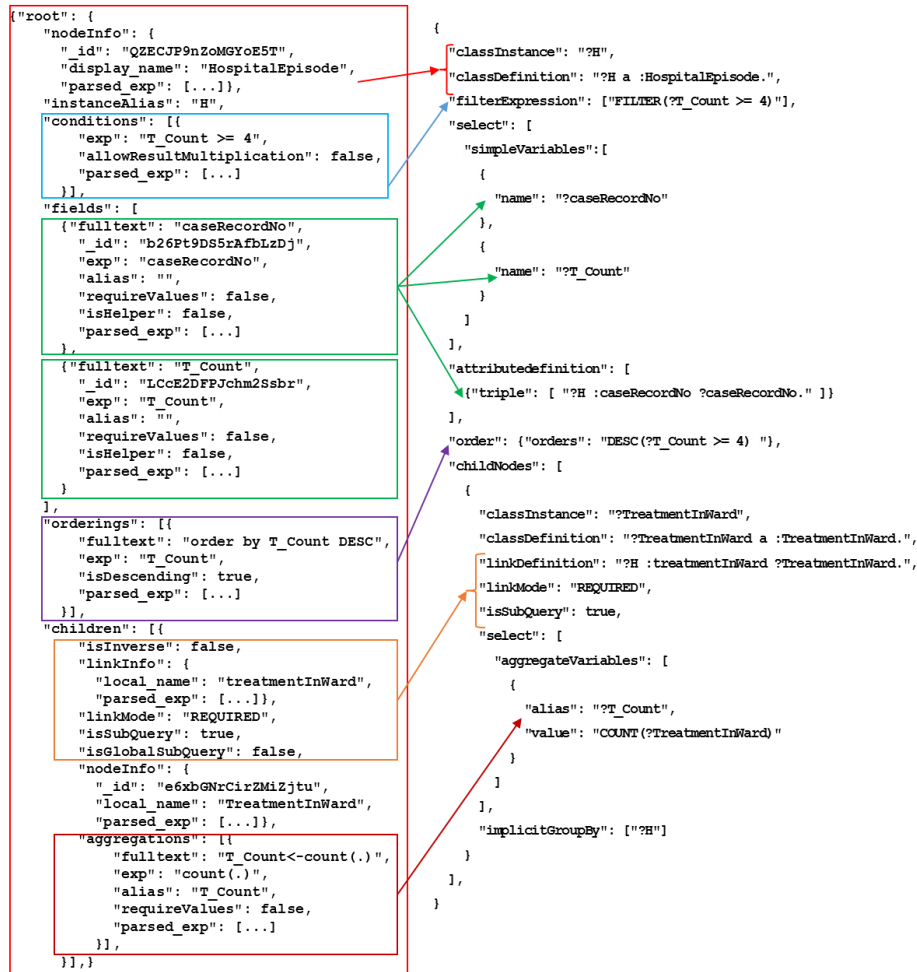 {"root": {
"nodeInfo": {
"_id": "QZECJP9nZoMGYoE5T",
"display_name": "HospitalEpisode",
"parsed_exp": [...]},
"instanceAlias": "H",
"conditions": [{
"exp": "T_Count >= 4",
"allowResultMultiplication": false,
"parsed_exp": [...]
}],
"fields": [
{"fulltext": "caseRecordNo",
"_id": "b26Pt9DS5rAfbLzDj",
"exp": "caseRecordNo",
"alias": "",
"requireValues": false,
"isHelper": false,
"parsed_exp": [...]
},
{"fulltext": "T_Count",
"_id": "LCcE2DFPJchm2Ssbr",
"exp": "T_Count",
"alias": "",
"requireValues": false,
"isHelper": false,
"parsed_exp": [...]
}
],
"orderings": [{
"fulltext": "order by T_Count DESC",
"exp": "T_Count",
"isDescending": true,
"parsed_exp": [...]
}],
"children": [{
"isInverse": false,
"linkInfo": {
"local_name": "treatmentInWard",
"parsed_exp": [...]},
"linkMode": "REQUIRED",
"isSubQuery": true,
"isGlobalSubQuery": false,
"nodeInfo": {
"_id": "e6xbGNrCirZMiZjtu",
"local_name": "TreatmentInWard",
"parsed_exp": [...]},
"aggregations": [{
"fulltext": "T_Count<-count(.)",
"exp": "count(.)",
"alias": "T_Count",
"requireValues": false,
"parsed_exp": [...]
}],
}],}
{
"classInstance": "?H",
"classDefinition": "?H a :HospitalEpisode.",
"filterExpression": ["FILTER(?T_Count >= 4)"],
"select": [
"simpleVariables":[
{
"name": "?caseRecordNo"
},
{
"name": "?T_Count"
}
]
],
"attributedefinition": [
{"triple": [ "?H :caseRecordNo ?caseRecordNo." ]}
],
"order": {"orders": "DESC(?T_Count >= 4) "},
"childNodes": [
{
"classInstance": "?TreatmentInWard",
"classDefinition": "?TreatmentInWard a :TreatmentInWard.",
"linkDefinition": "?H :treatmentInWard ?TreatmentInWard.",
"linkMode": "REQUIRED",
"isSubQuery": true,
"select": [
"aggregateVariables": [
{
"alias": "?T_Count",
"value": "COUNT(?TreatmentInWard)"
}
]
],
"implicitGroupBy": ["?H"]
}
],
}